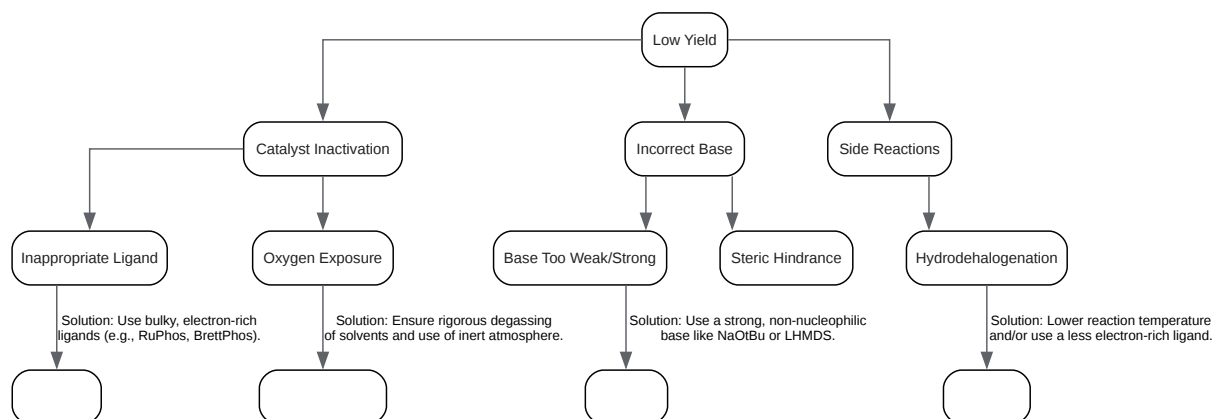 Low Yield
Catalyst Inactivation
Incorrect Base
Side Reactions
Inappropriate Ligand
Oxygen Exposure
Base Too Weak/Strong
Steric Hindrance
Hydrodehalogenation
Solution: Use bulky, electron-rich
ligands (e.g., RuPhos, BrettPhos).
Solution: Ensure rigorous degassing
of solvents and use of inert atmosphere.
Solution: Use a strong, non-nucleophilic
base like NaOtBu or LHMDS.
Solution: Lower reaction temperature
and/or use a less electron-rich ligand.